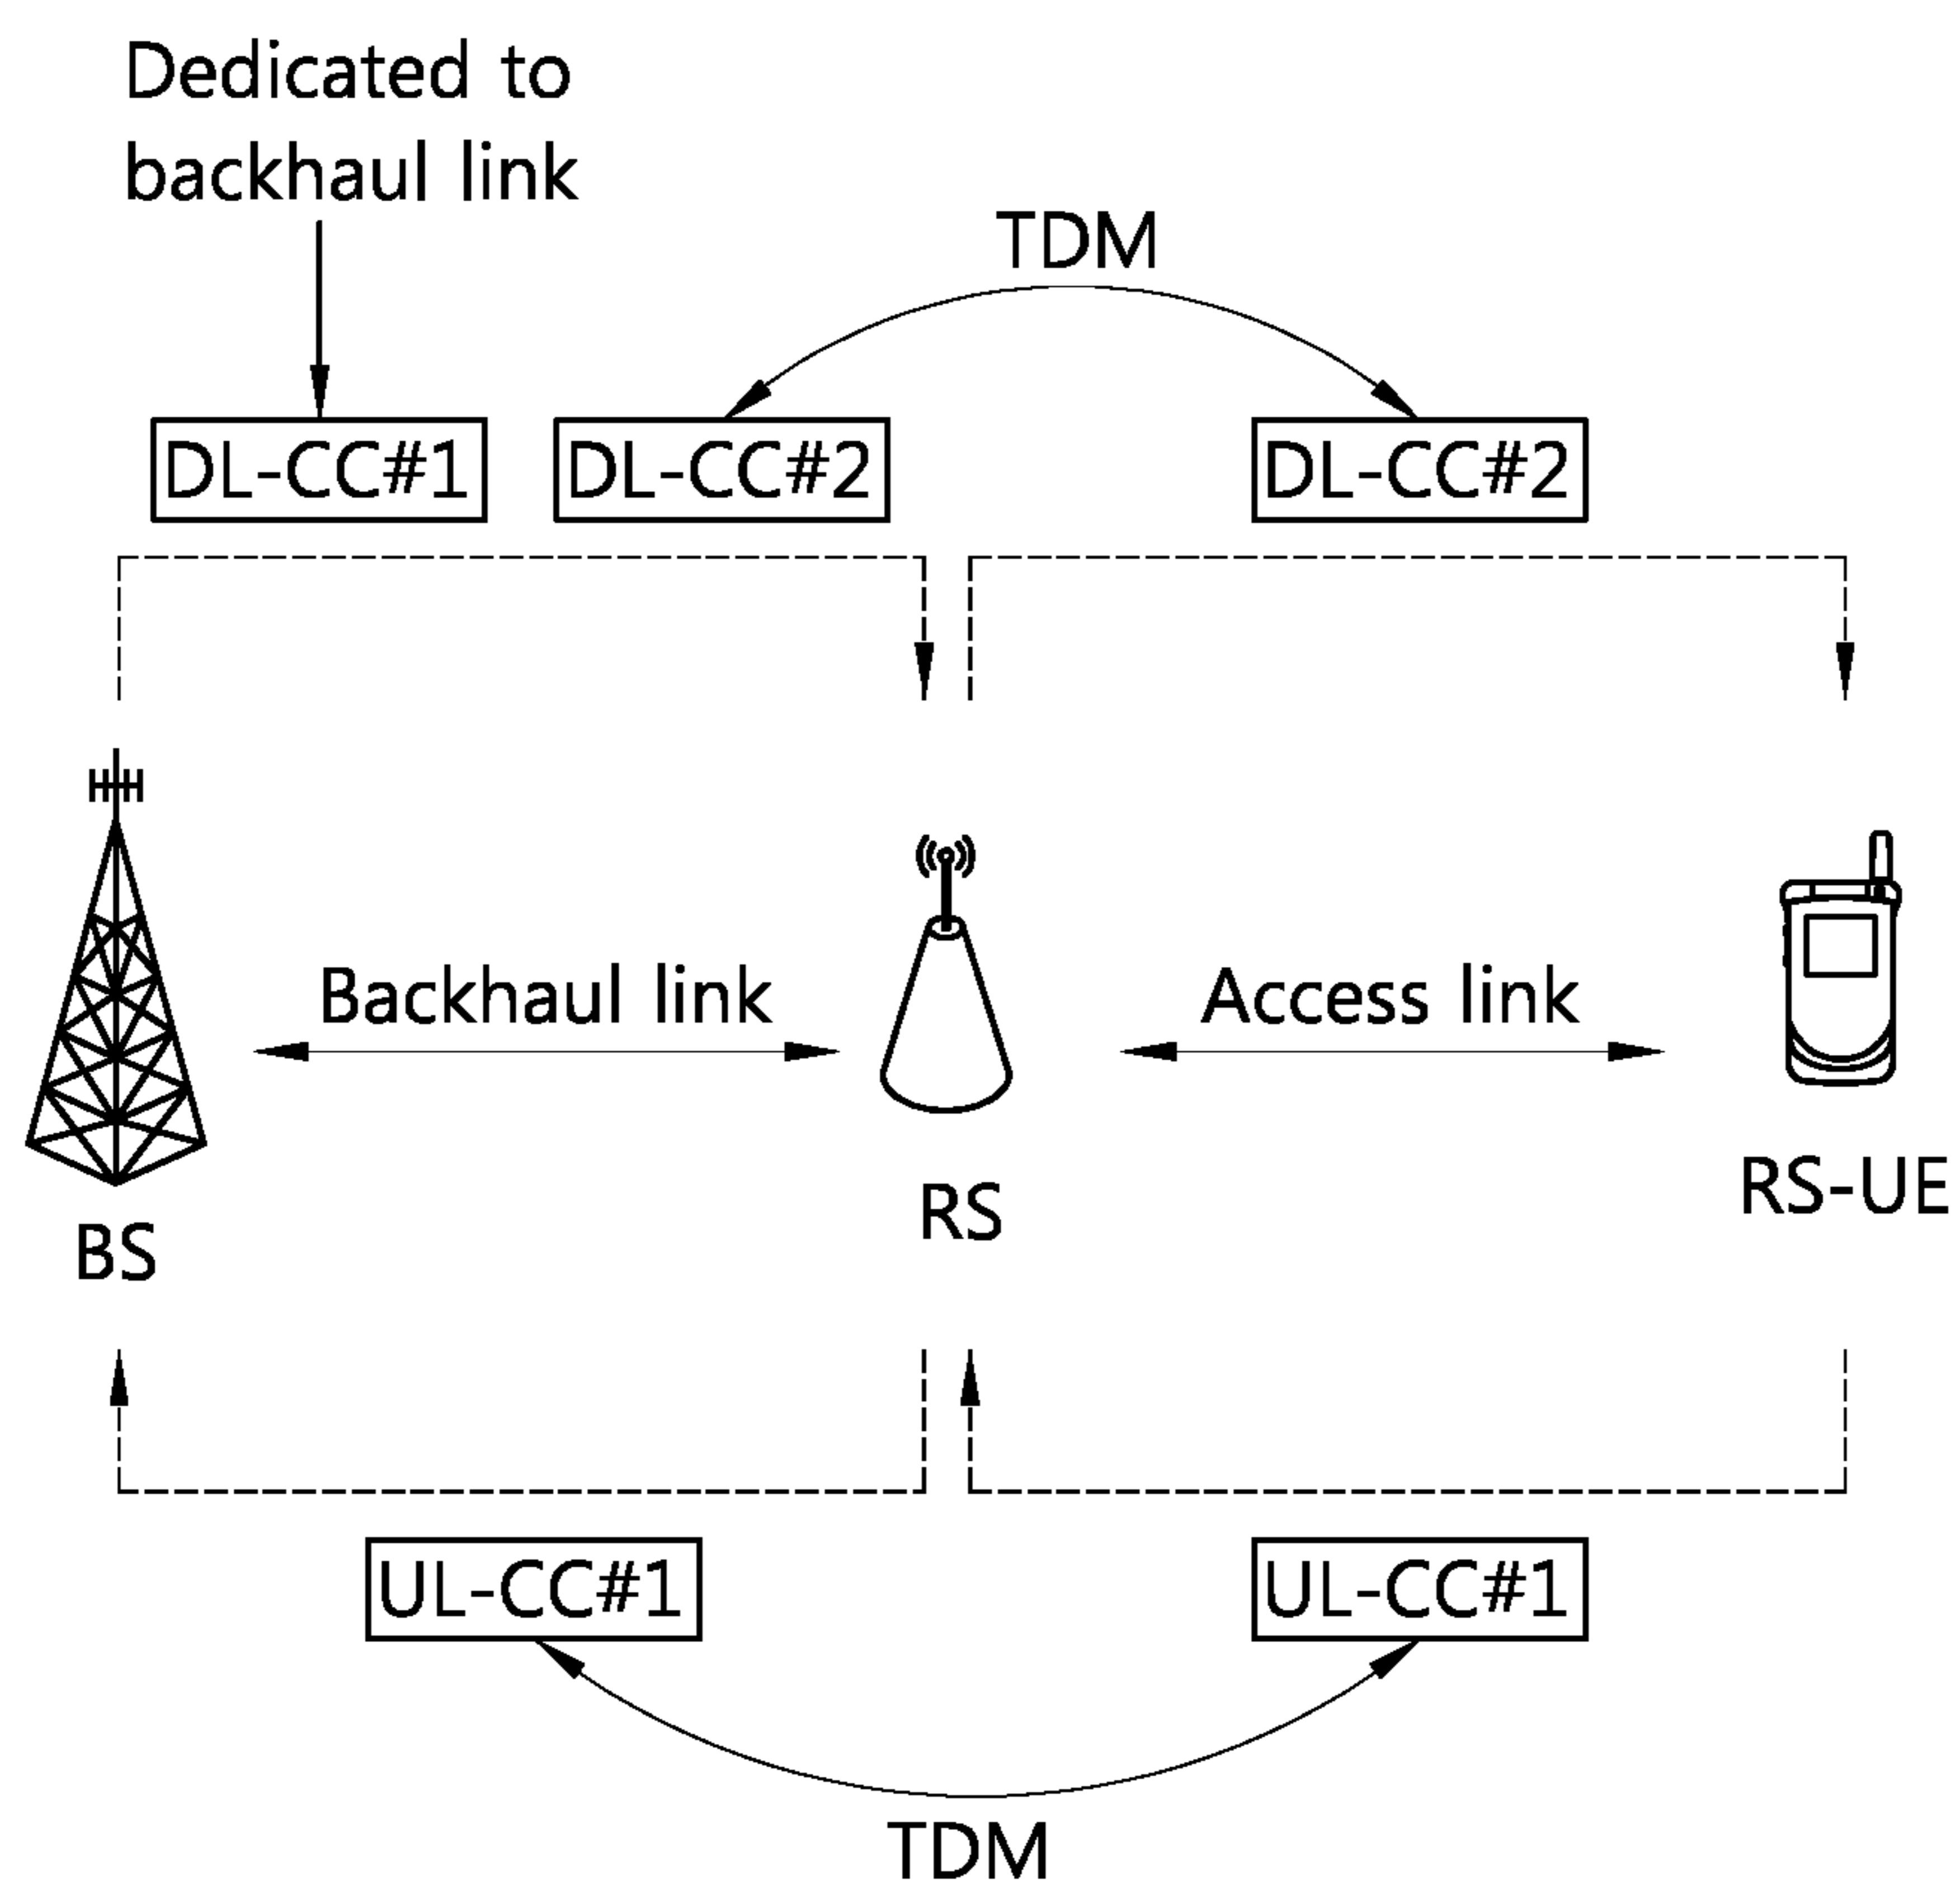 Dedicated to
backhaul link
TDM
DL-CC#1
DL-CC#2
DL-CC#2
Backhaul link
Access link
BS
RS
RS-UE
UL-CC#1
UL-CC#1
TDM